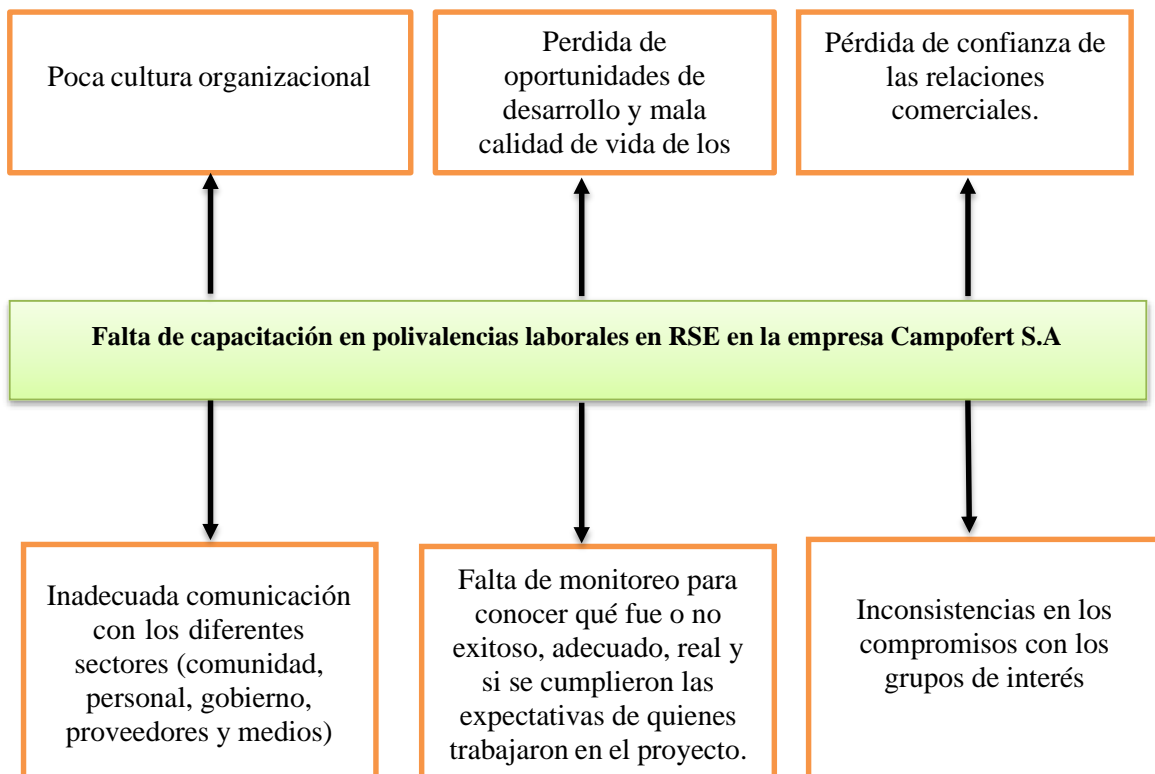 Poca cultura organizacional
Perdida de
oportunidades de
desarrollo y mala
calidad de vida de los
Pérdida de confianza de
las relaciones
comerciales.
Falta de capacitación en polivalencias laborales en RSE en la empresa Campofert S.A
Inadecuada comunicación
con los diferentes
sectores (comunidad,
personal, gobierno,
proveedores y medios)
Falta de monitoreo para
conocer qué fue o no
exitoso, adecuado, real y
si se cumplieron las
expectativas de quienes
trabajaron en el proyecto.
Inconsistencias en los
compromisos con los
grupos de interés